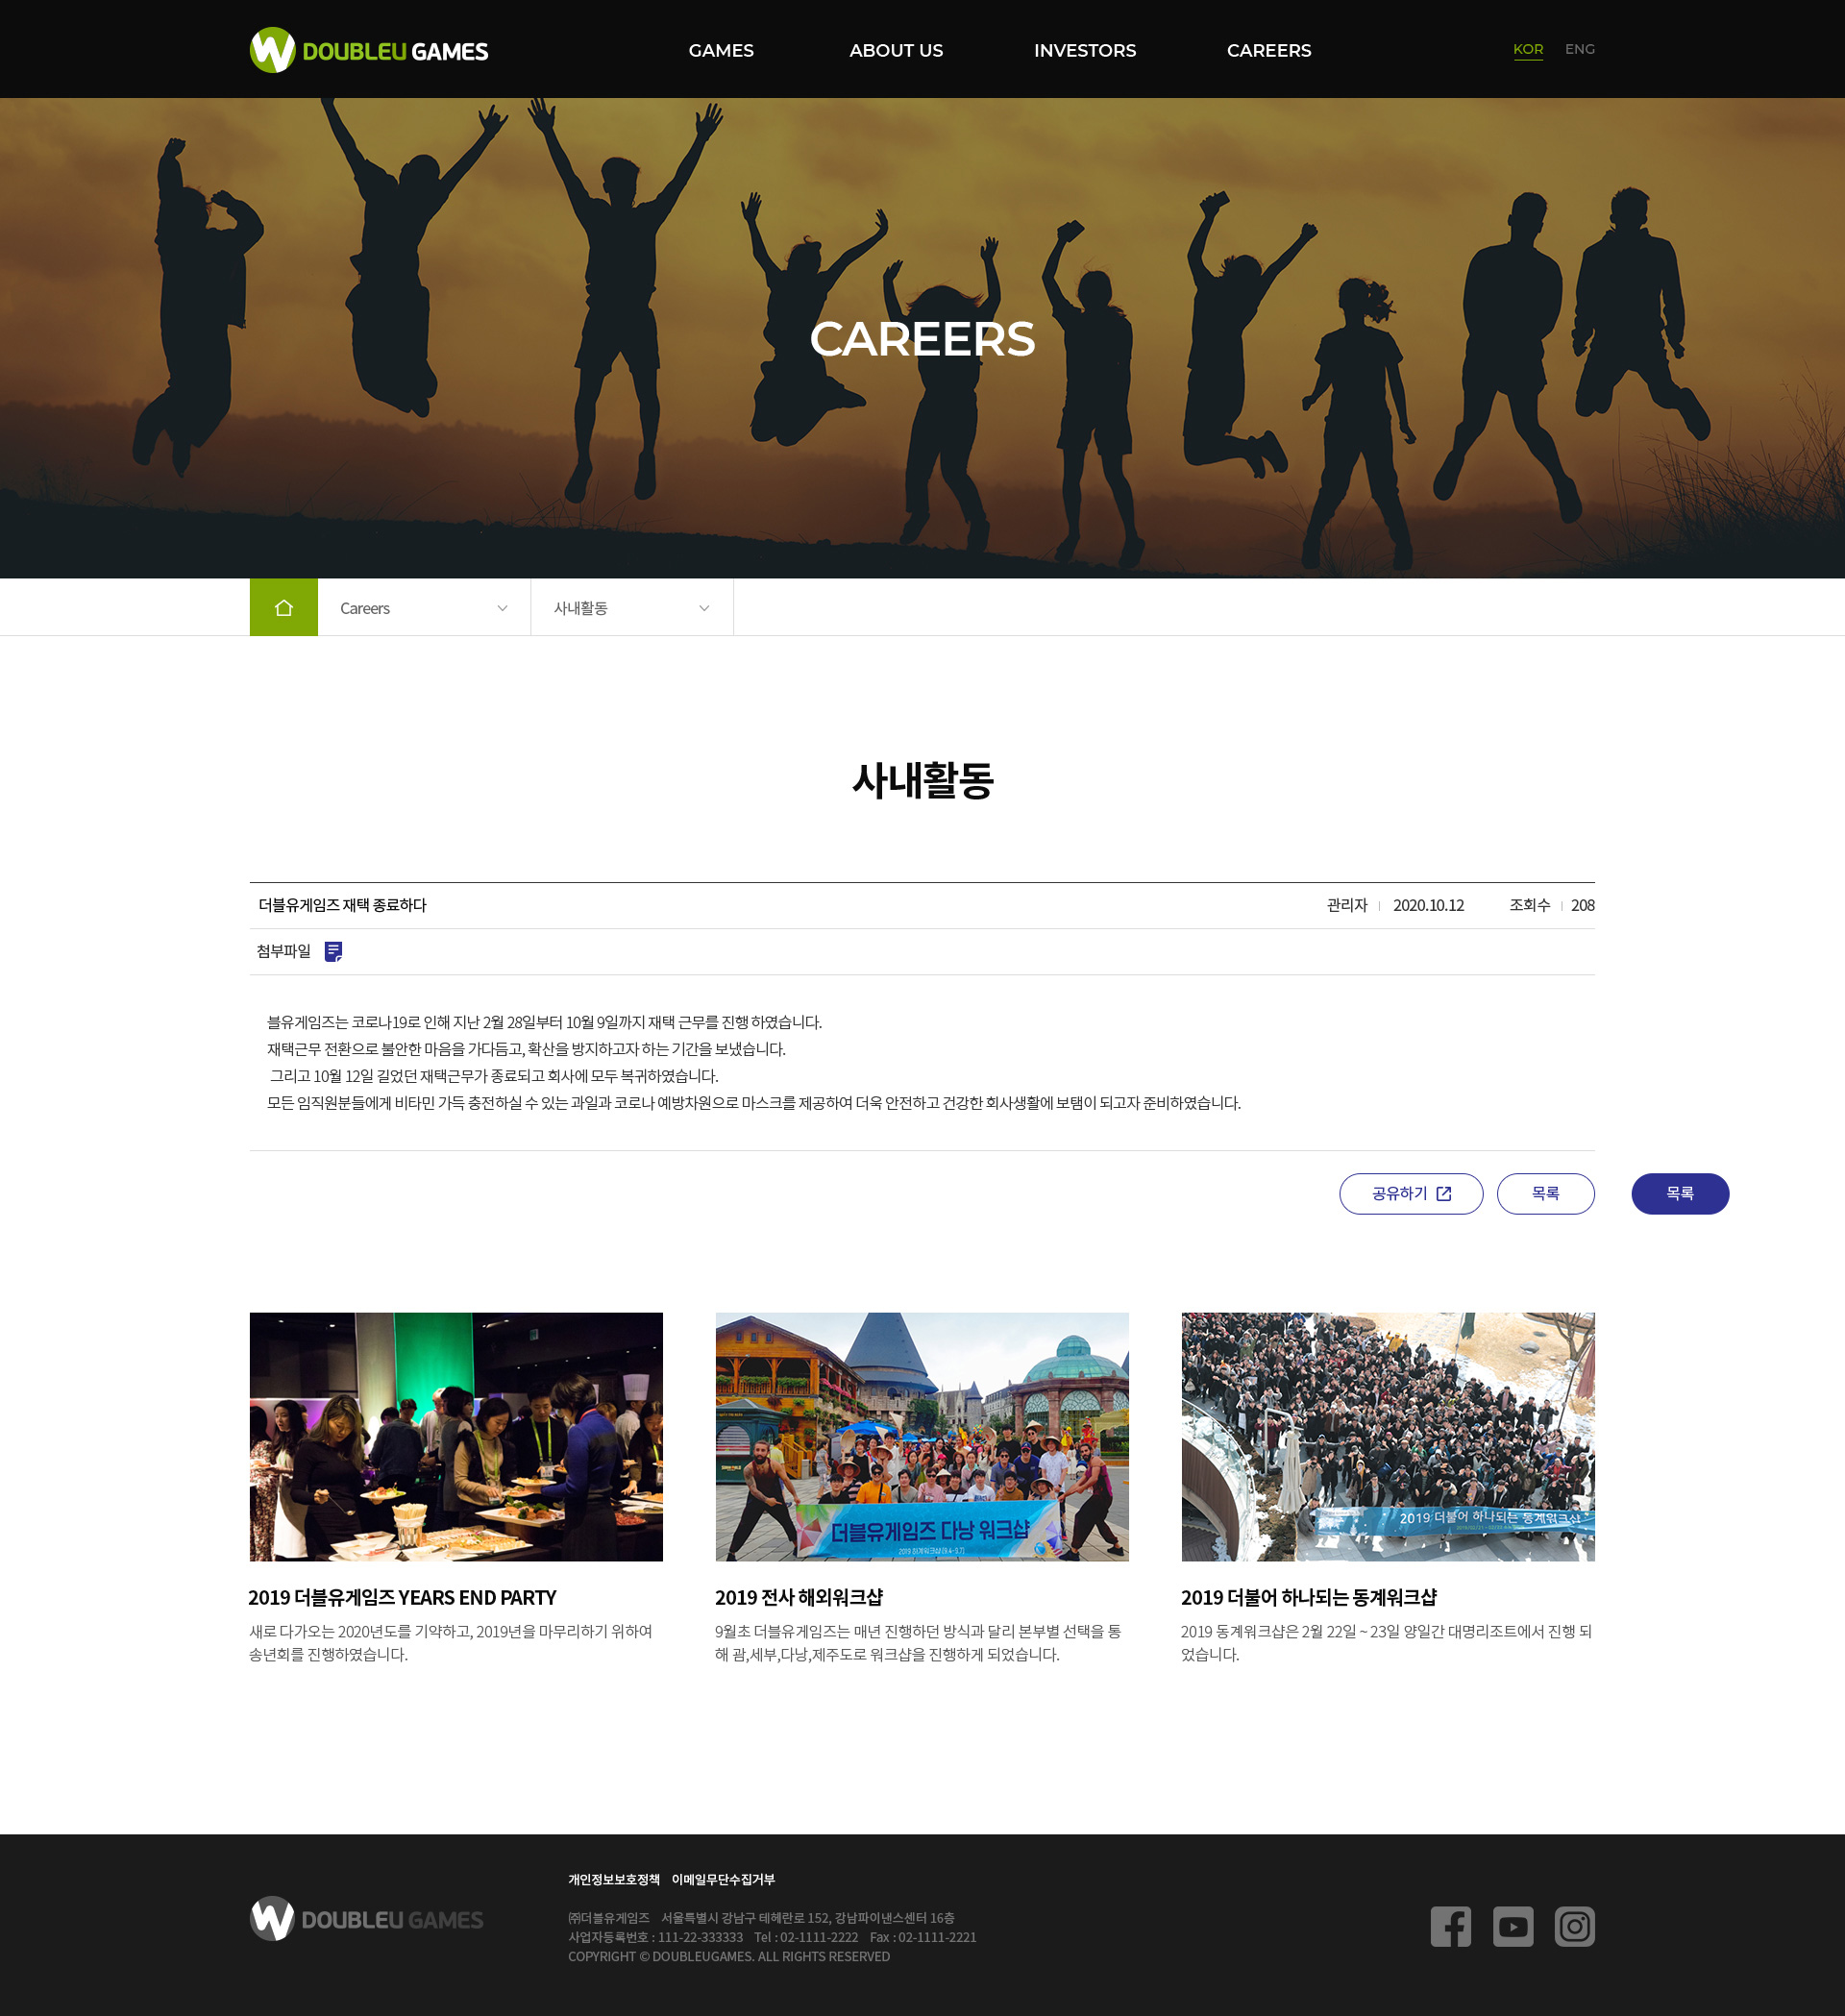 DOUBLEU GAMES
GAMES ABOUT US INVESTORS CAREERS
KOR ENG
CAREERS
Careers 사내활동
사내활동
더블유게임즈 재택 종료하다 관리자 2020.10.12 조회수 208
첨부파일
블유게임즈는 코로나19로 인해 지난 2월 28일부터 10월 9일까지 재택 근무를 진행 하였습니다.
재택근무 전환으로 불안한 마음을 가다듬고, 확산을 방지하고자 하는 기간을 보냈습니다.
그리고 10월 12일 길었던 재택근무가 종료되고 회사에 모두 복귀하였습니다.
모든 임직원분들에게 비타민 가득 충전하실 수 있는 과일과 코로나 예방차원으로 마스크를 제공하여 더욱 안전하고 건강한 회사생활에 보탬이 되고자 준비하였습니다.
공유하기 목록 목록
더블유게임즈 다낭 워크샵
2019 더불어 하나되는 동계워크샵
2019 더블유게임즈 YEARS END PARTY
새로 다가오는 2020년도를 기약하고, 2019년을 마무리하기 위하여
송년회를 진행하였습니다.
2019 전사 해외워크샵
9월초 더블유게임즈는 매년 진행하던 방식과 달리 본부별 선택을 통
해 괌,세부,다낭,제주도로 워크샵을 진행하게 되었습니다.
2019 더불어 하나되는 동계워크샵
2019 동계워크샵은 2월 22일 ~ 23일 양일간 대명리조트에서 진행 되
었습니다.
DOUBLEU GAMES
개인정보보호정책 이메일무단수집거부
㈜더블유게임즈 서울특별시 강남구 테헤란로 152, 강남파이낸스센터 16층
사업자등록번호 : 111-22-333333 Tel : 02-1111-2222 Fax : 02-1111-2221
COPYRIGHT © DOUBLEUGAMES. ALL RIGHTS RESERVED